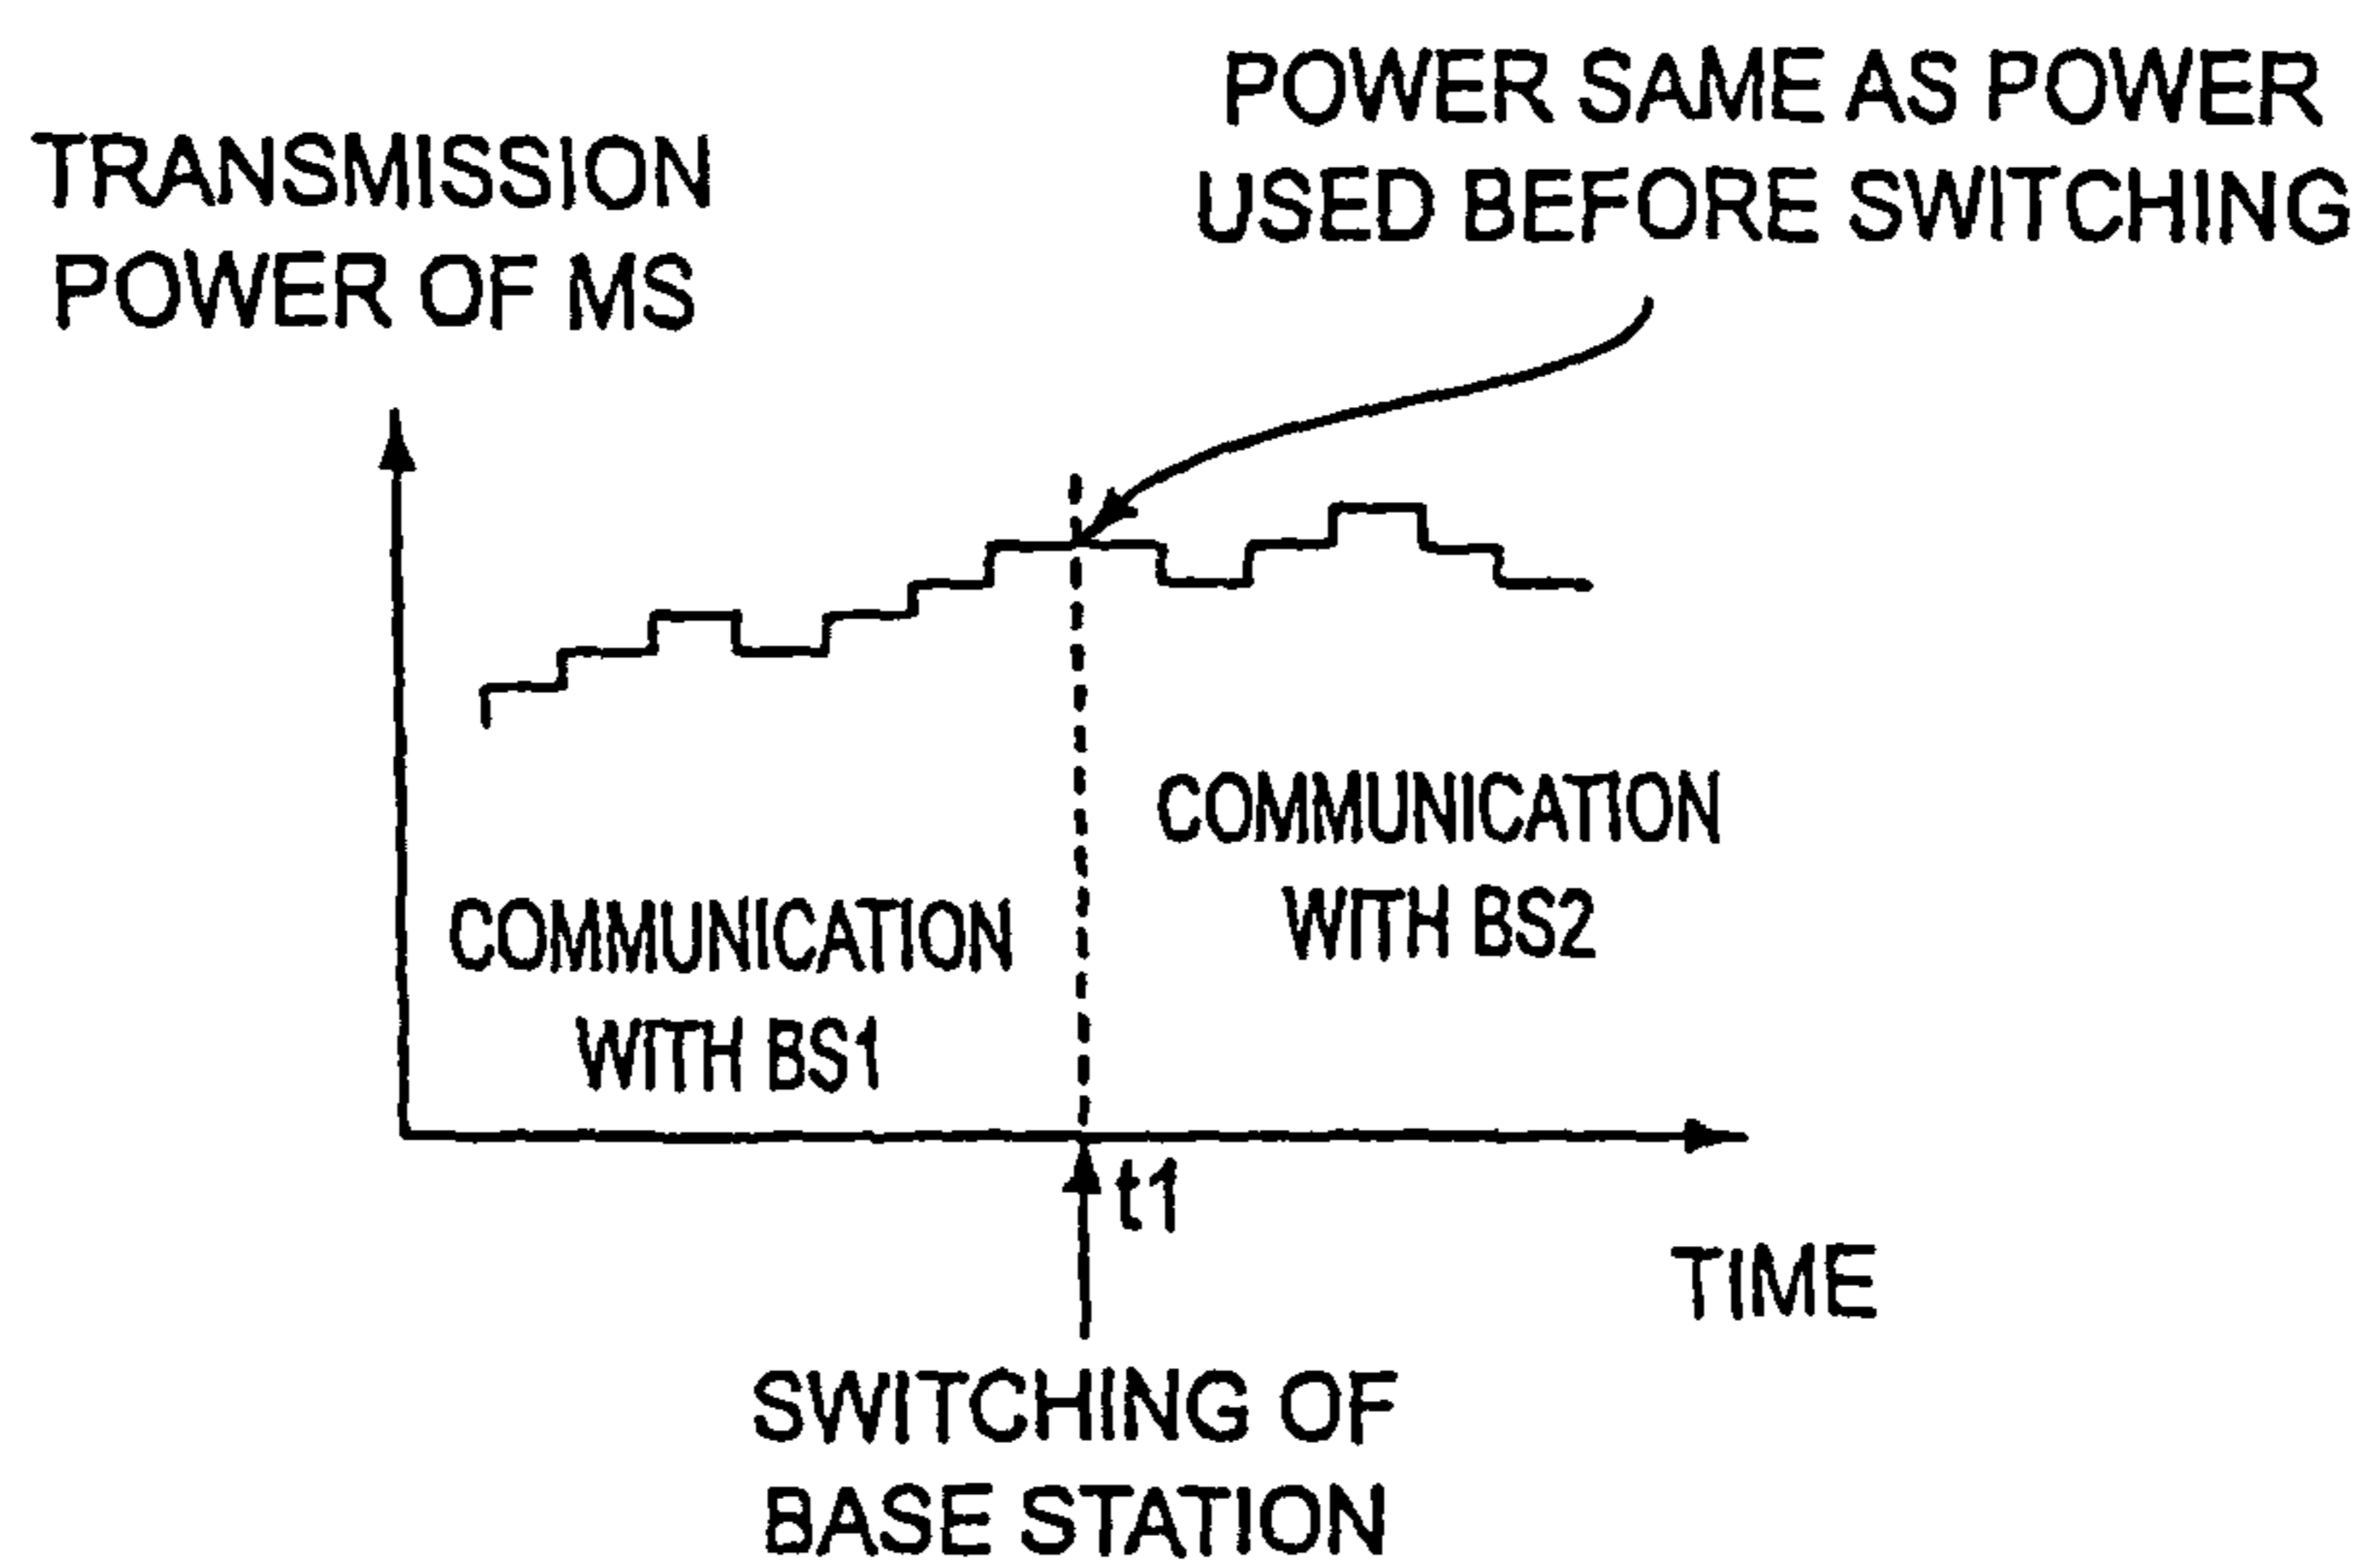 POWER SAME AS POWER
USED BEFORE SWITCHING
TRANSMISSION
POWER OF MS
COMMUNICATION
WITH BS1
COMMUNICATION
WITH BS2
t1
TIME
SWITCHING OF
BASE STATION